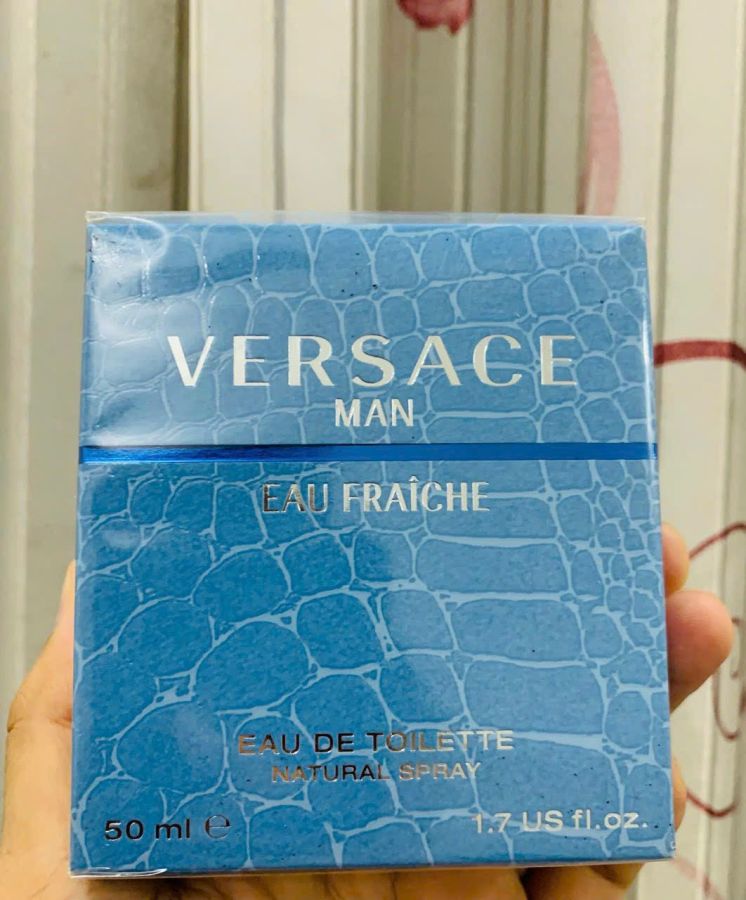 VERSACE
MAN
EAU FRAÎCHE
EAU DE TOILETTE
NATURAL SPRAY
50 ml ℮
1.7 US fl.oz.